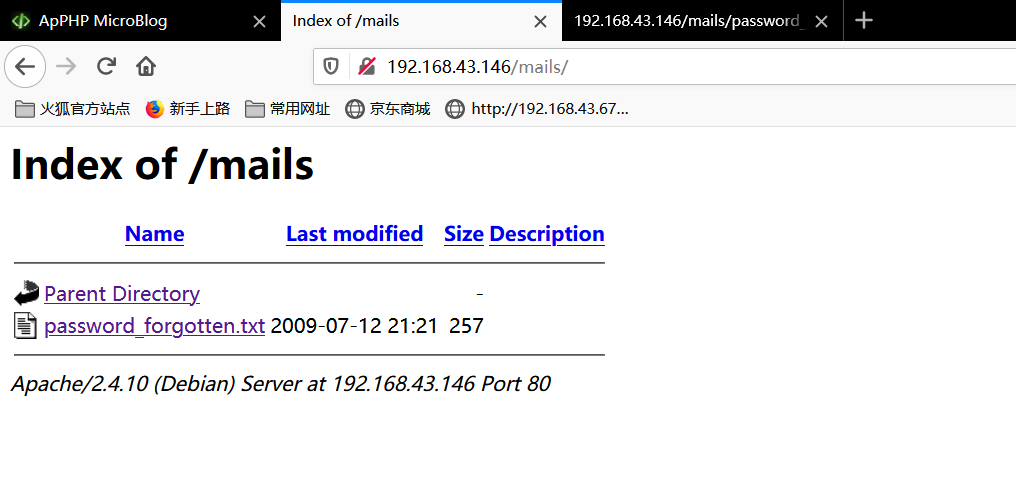 ApPHP MicroBlog
Index of /mails
192.168.43.146/mails/password_
192.168.43.146/mails/
火狐官方站点 新手上路 常用网址 京东商城 http://192.168.43.67...
Index of /mails
Name Last modified Size Description
Parent Directory -
password_forgotten.txt 2009-07-12 21:21 257
Apache/2.4.10 (Debian) Server at 192.168.43.146 Port 80